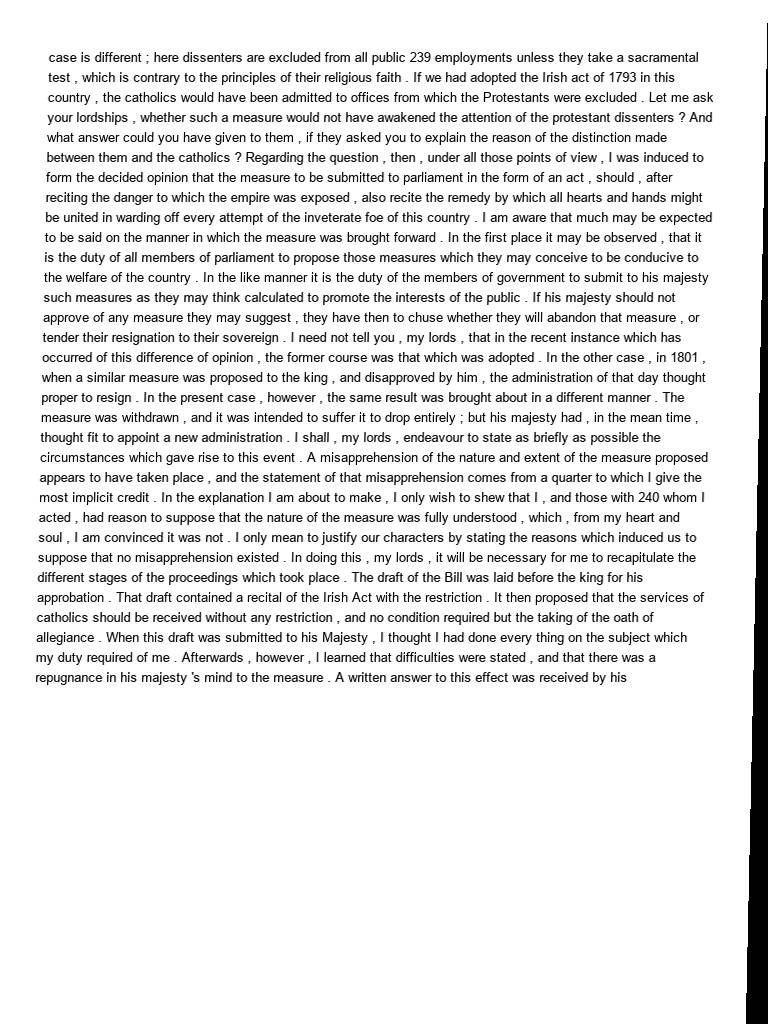 case is different ; here dissenters are excluded from all public 239 employments unless they take a sacramental
test , which is contrary to the principles of their religious faith . If we had adopted the Irish act of 1793 in this
country , the catholics would have been admitted to offices from which the Protestants were excluded . Let me ask
your lordships , whether such a measure would not have awakened the attention of the protestant dissenters ? And
what answer could you have given to them , if they asked you to explain the reason of the distinction made
between them and the catholics ? Regarding the question , then , under all those points of view , I was induced to
form the decided opinion that the measure to be submitted to parliament in the form of an act , should , after
reciting the danger to which the empire was exposed , also recite the remedy by which all hearts and hands might
be united in warding off every attempt of the inveterate foe of this country . I am aware that much may be expected
to be said on the manner in which the measure was brought forward . In the first place it may be observed , that it
is the duty of all members of parliament to propose those measures which they may conceive to be conducive to
the welfare of the country . In the like manner it is the duty of the members of government to submit to his majesty
such measures as they may think calculated to promote the interests of the public . If his majesty should not
approve of any measure they may suggest , they have then to chuse whether they will abandon that measure , or
tender their resignation to their sovereign . I need not tell you , my lords , that in the recent instance which has
occurred of this difference of opinion , the former course was that which was adopted . In the other case , in 1801 ,
when a similar measure was proposed to the king , and disapproved by him , the administration of that day thought
proper to resign . In the present case , however , the same result was brought about in a different manner . The
measure was withdrawn , and it was intended to suffer it to drop entirely ; but his majesty had , in the mean time ,
thought fit to appoint a new administration . I shall , my lords , endeavour to state as briefly as possible the
circumstances which gave rise to this event . A misapprehension of the nature and extent of the measure proposed
appears to have taken place , and the statement of that misapprehension comes from a quarter to which I give the
most implicit credit . In the explanation I am about to make , I only wish to shew that I , and those with 240 whom I
acted , had reason to suppose that the nature of the measure was fully understood , which , from my heart and
soul , I am convinced it was not . I only mean to justify our characters by stating the reasons which induced us to
suppose that no misapprehension existed . In doing this , my lords , it will be necessary for me to recapitulate the
different stages of the proceedings which took place . The draft of the Bill was laid before the king for his
approbation . That draft contained a recital of the Irish Act with the restriction . It then proposed that the services of
catholics should be received without any restriction , and no condition required but the taking of the oath of
allegiance . When this draft was submitted to his Majesty , I thought I had done every thing on the subject which
my duty required of me . Afterwards , however , I learned that difficulties were stated , and that there was a
repugnance in his majesty 's mind to the measure . A written answer to this effect was received by his